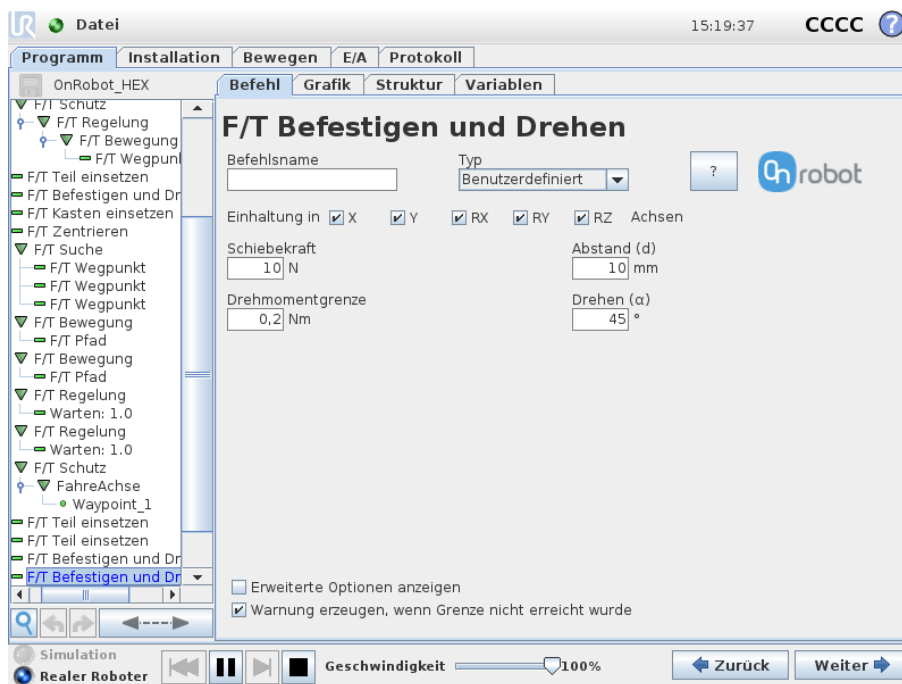 UR Datei 15:19:37 CCCC ?
Programm Installation Bewegen E/A Protokoll
OnRobot_HEX
Befehl Grafik Struktur Variablen
F/T Schutz
F/T Regelung
F/T Bewegung
F/T Wegpunl
F/T Teil einsetzen
F/T Befestigen und Dr
F/T Kasten einsetzen
F/T Zentrieren
F/T Suche
F/T Wegpunkt
F/T Wegpunkt
F/T Wegpunkt
F/T Bewegung
F/T Pfad
F/T Bewegung
F/T Pfad
F/T Regelung
Warten: 1.0
F/T Regelung
Warten: 1.0
F/T Schutz
FahreAchse
Waypoint_1
F/T Teil einsetzen
F/T Teil einsetzen
F/T Befestigen und Dr
F/T Befestigen und Dr
F/T Befestigen und Drehen
Befehlsname Typ
Benutzerdefiniert ? On robot
Einhaltung in X Y RX RY RZ Achsen
Schiebekraft Abstand (d)
10 N 10 mm
Drehmomentgrenze Drehen (α)
0,2 Nm 45 °
Erweiterte Optionen anzeigen
Warnung erzeugen, wenn Grenze nicht erreicht wurde
Simulation
Realer Roboter
Geschwindigkeit 100% Zurück Weiter